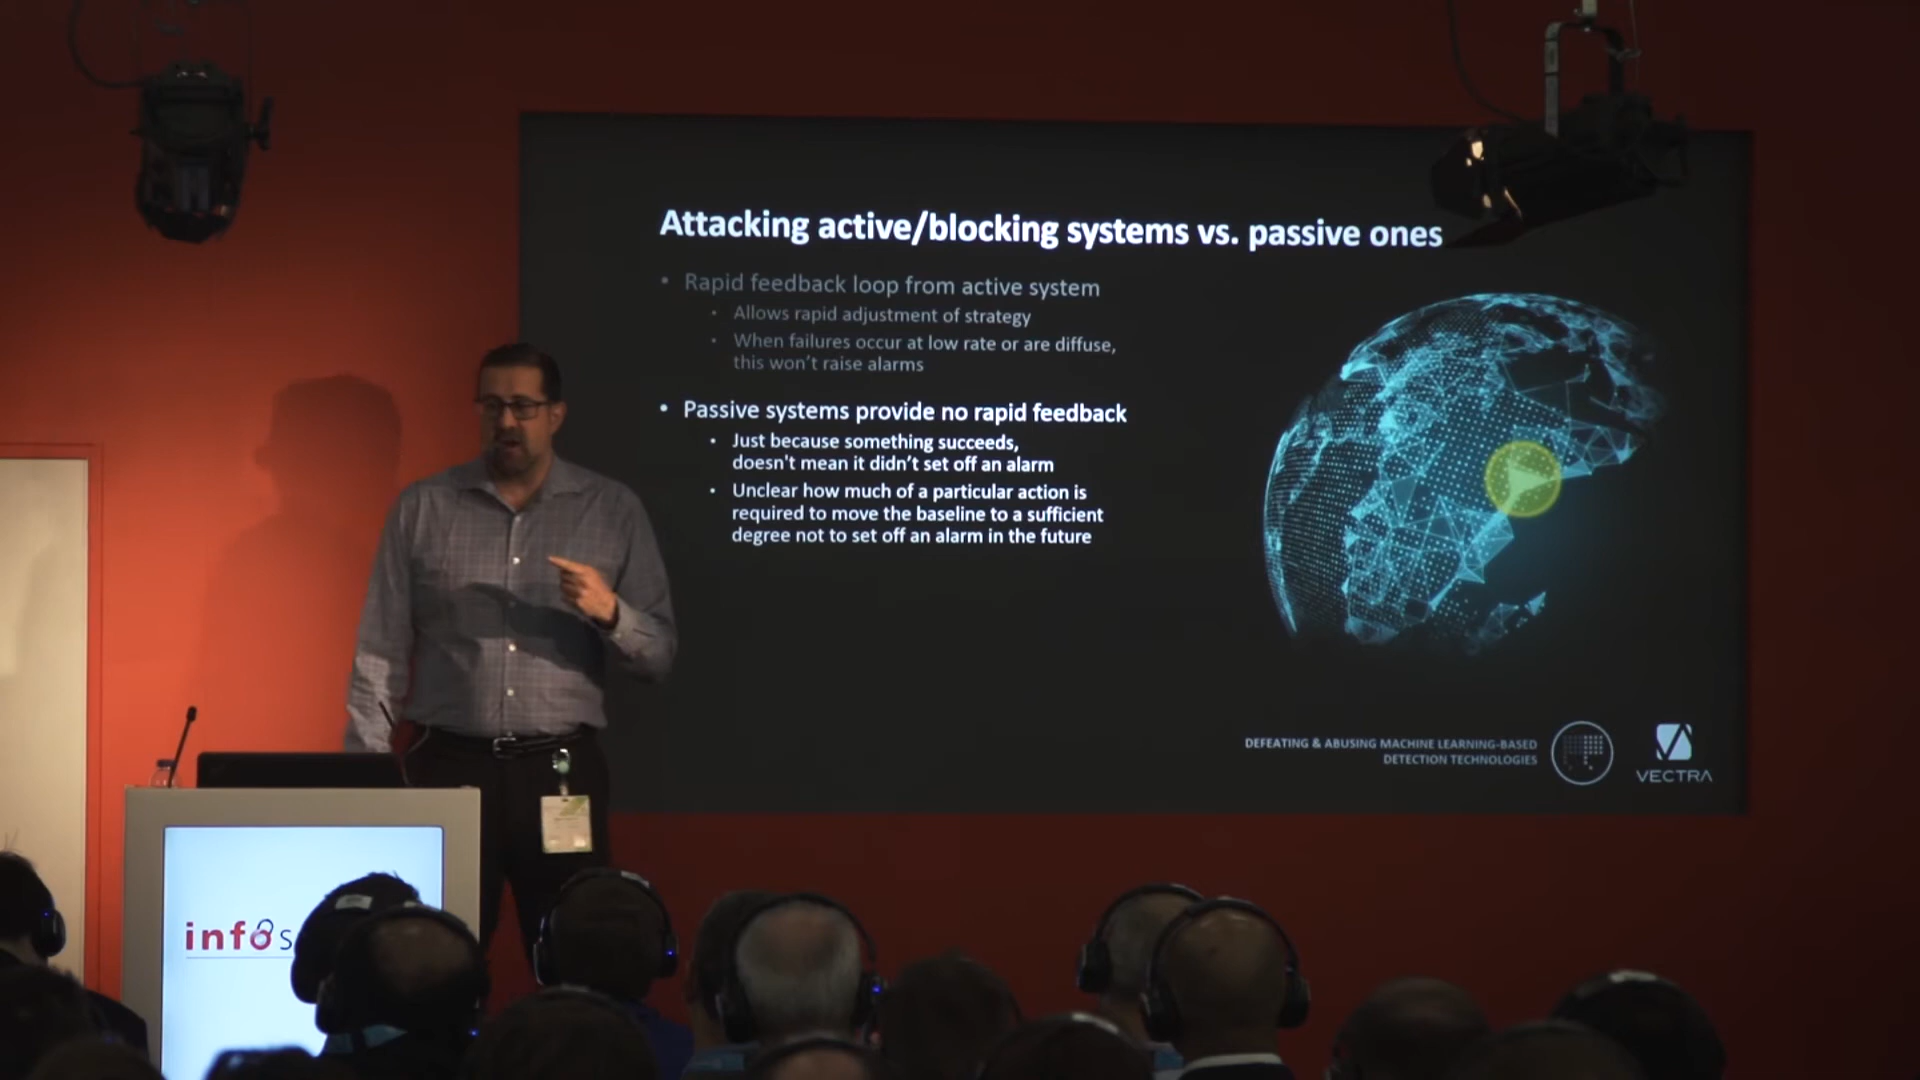 Attacking active/blocking systems vs. passive ones
• Rapid feedback loop from active system
• Allows rapid adjustment of strategy
• When failures occur at low rate or are diffuse,
this won't raise alarms
• Passive systems provide no rapid feedback
• Just because something succeeds,
doesn't mean it didn't set off an alarm
• Unclear how much of a particular action is
required to move the baseline to a sufficient
degree not to set off an alarm in the future
DEFEATING & ABUSING MACHINE LEARNING-BASED
DETECTION TECHNOLOGIES
VECTRA
infos